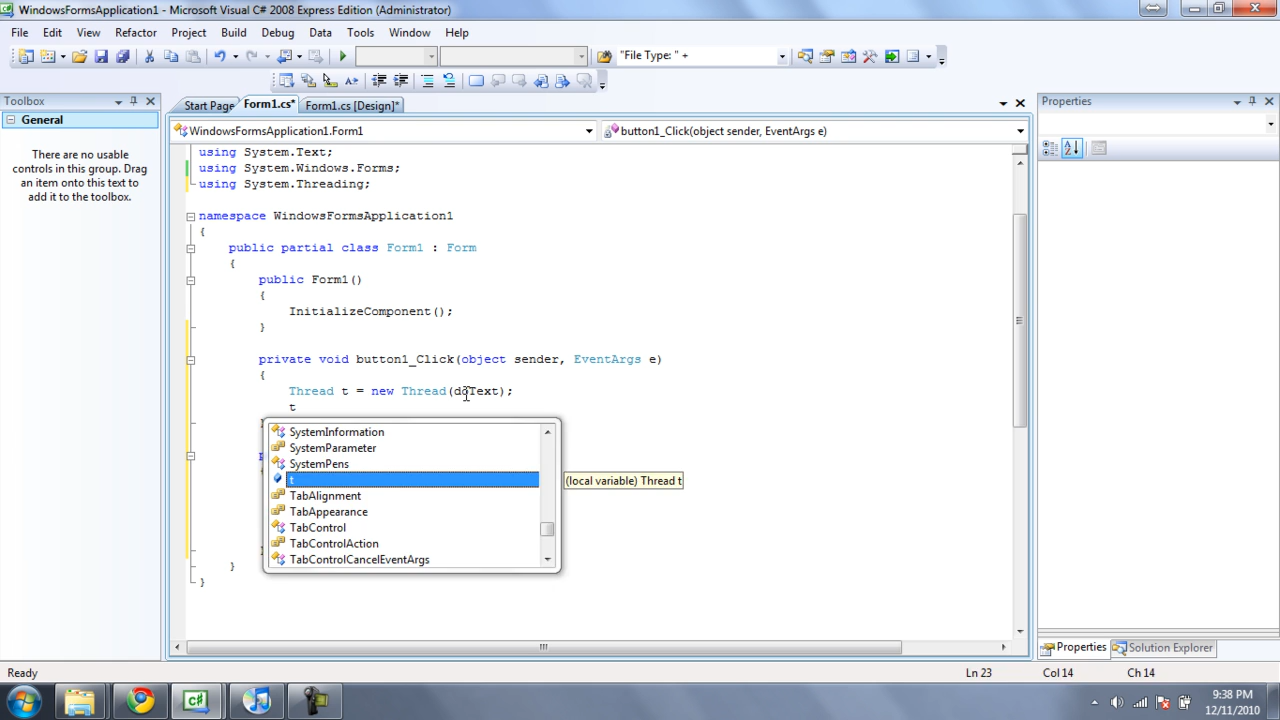 WindowsFormsApplication1 - Microsoft Visual C# 2008 Express Edition (Administrator)
File Edit View Refactor Project Build Debug Data Tools Window Help
"File Type: " +
Toolbox
Start Page
Form1.cs*
Form1.cs [Design]*
Properties
General
WindowsFormsApplication1.Form1
button1_Click(object sender, EventArgs e)
There are no usable
controls in this group. Drag
an item onto this text to
add it to the toolbox.
using System.Text;
using System.Windows.Forms;
using System.Threading;
namespace WindowsFormsApplication1
{
public partial class Form1 : Form
{
public Form1()
{
InitializeComponent();
}
private void button1_Click(object sender, EventArgs e)
{
Thread t = new Thread(doText);
t
SystemInformation
SystemParameter
SystemPens
t
(local variable) Thread t
TabAlignment
TabAppearance
TabControl
TabControlAction
TabControlCancelEventArgs
}
}
Properties
Solution Explorer
Ready
Ln 23
Col 14
Ch 14
C#
9:38 PM
12/11/2010